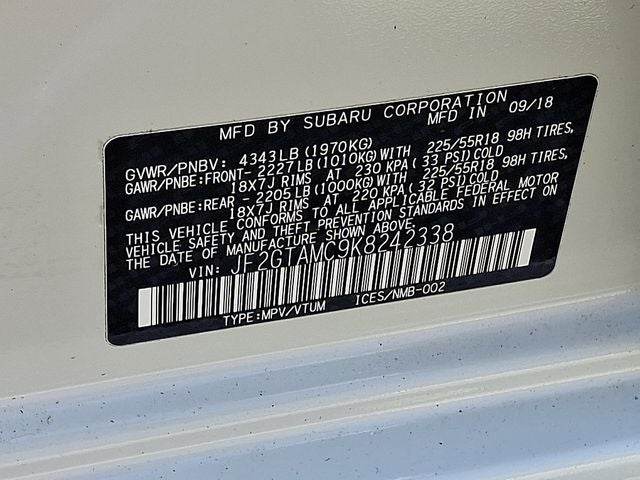 MFD BY SUBARU CORPORATION
MFD IN 09/18
GVWR/PNBV: 4343LB(1970KG)
GAWR/PNBE:FRONT- 2227LB(1010KG)WITH 225/55R18 98H TIRES,
18X7J RIMS AT 230 KPA(33 PSI)COLD
GAWR/PNBE:REAR - 2205LB(1000KG)WITH 225/55R18 98H TIRES,
18X7J RIMS AT 220 KPA(32 PSI)COLD
THIS VEHICLE CONFORMS TO ALL APPLICABLE FEDERAL MOTOR
VEHICLE SAFETY AND THEFT PREVENTION STANDARDS IN EFFECT ON
THE DATE OF MANUFACTURE SHOWN ABOVE.
VIN: JF2GTAMC9K8242338
TYPE:MPV/VTUM ICES/NMB-002